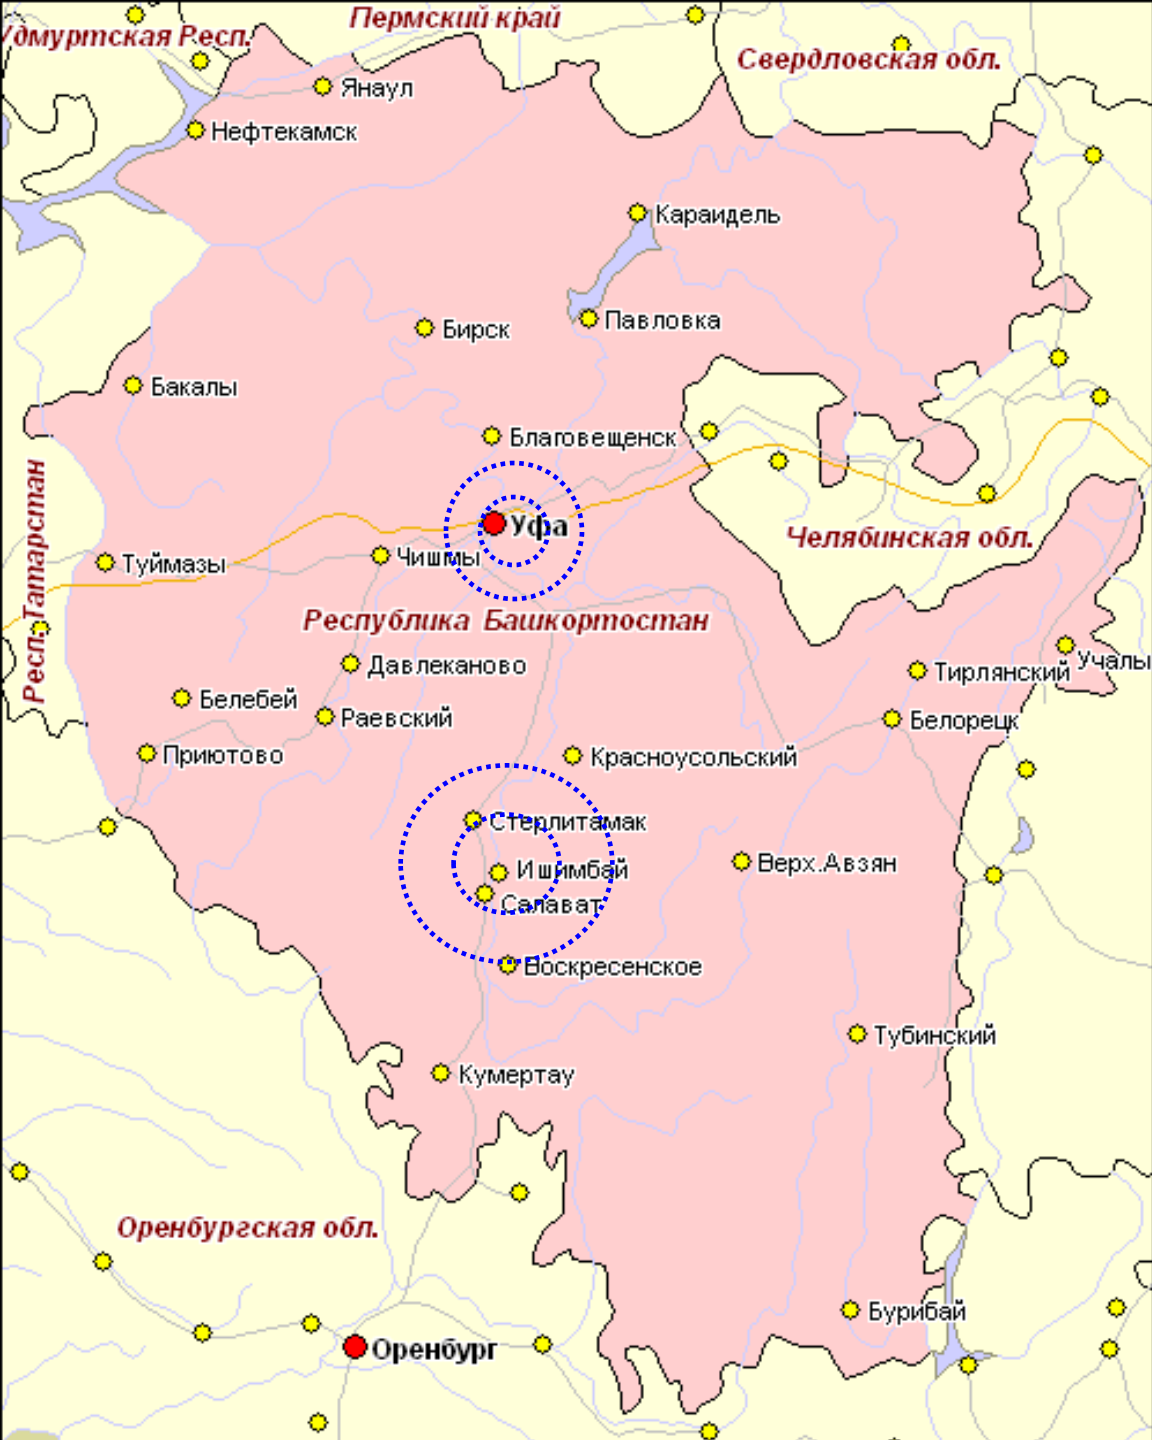 Пермский край
Удмуртская Респ.
Свердловская обл.
Янаул
Нефтекамск
Караидель
Павловка
Бирск
Бакалы
Благовещенск
Уфа
Челябинская обл.
Чишмы
Туймазы
Республика Башкортостан
Респ. Татарстан
Давлеканово
Учалы
Тирлянский
Белебей
Раевский
Белорецк
Приютово
Красноусольский
Стерлитамак
Верх.Авзян
Ишимбай
Салават
Воскресенское
Тубинский
Кумертау
Оренбургская обл.
Бурибай
Оренбург